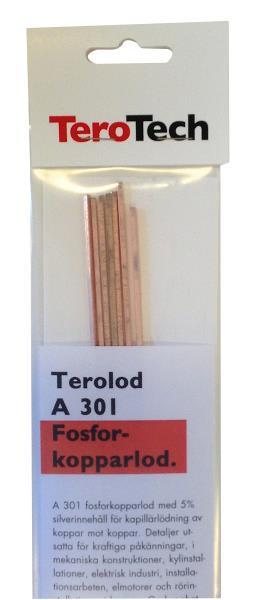 TeroTech
Terolod
A 301
Fosfor-
kopparlod.
A 301 fosforkopparlod med 5%
silverinnehåll för kapillärlödning av
koppar mot koppar. Detaljer ut-
satta för kraftiga påkänningar, i
mekaniska konstruktioner, kylinstal-
lationer, elektrisk industri, installa-
tionsarbeten, elmotorer och rörin-